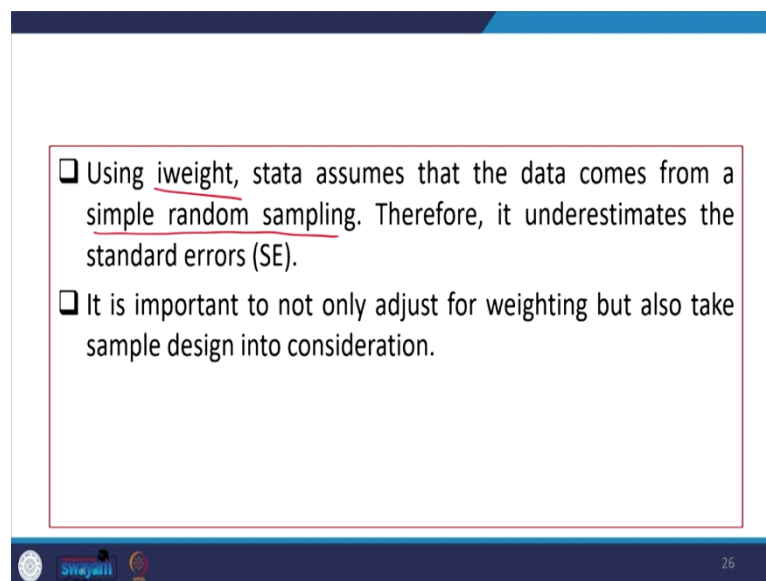 Using iweight, stata assumes that the data comes from a
simple random sampling. Therefore, it underestimates the
standard errors (SE).
It is important to not only adjust for weighting but also take
sample design into consideration.
swayam
26